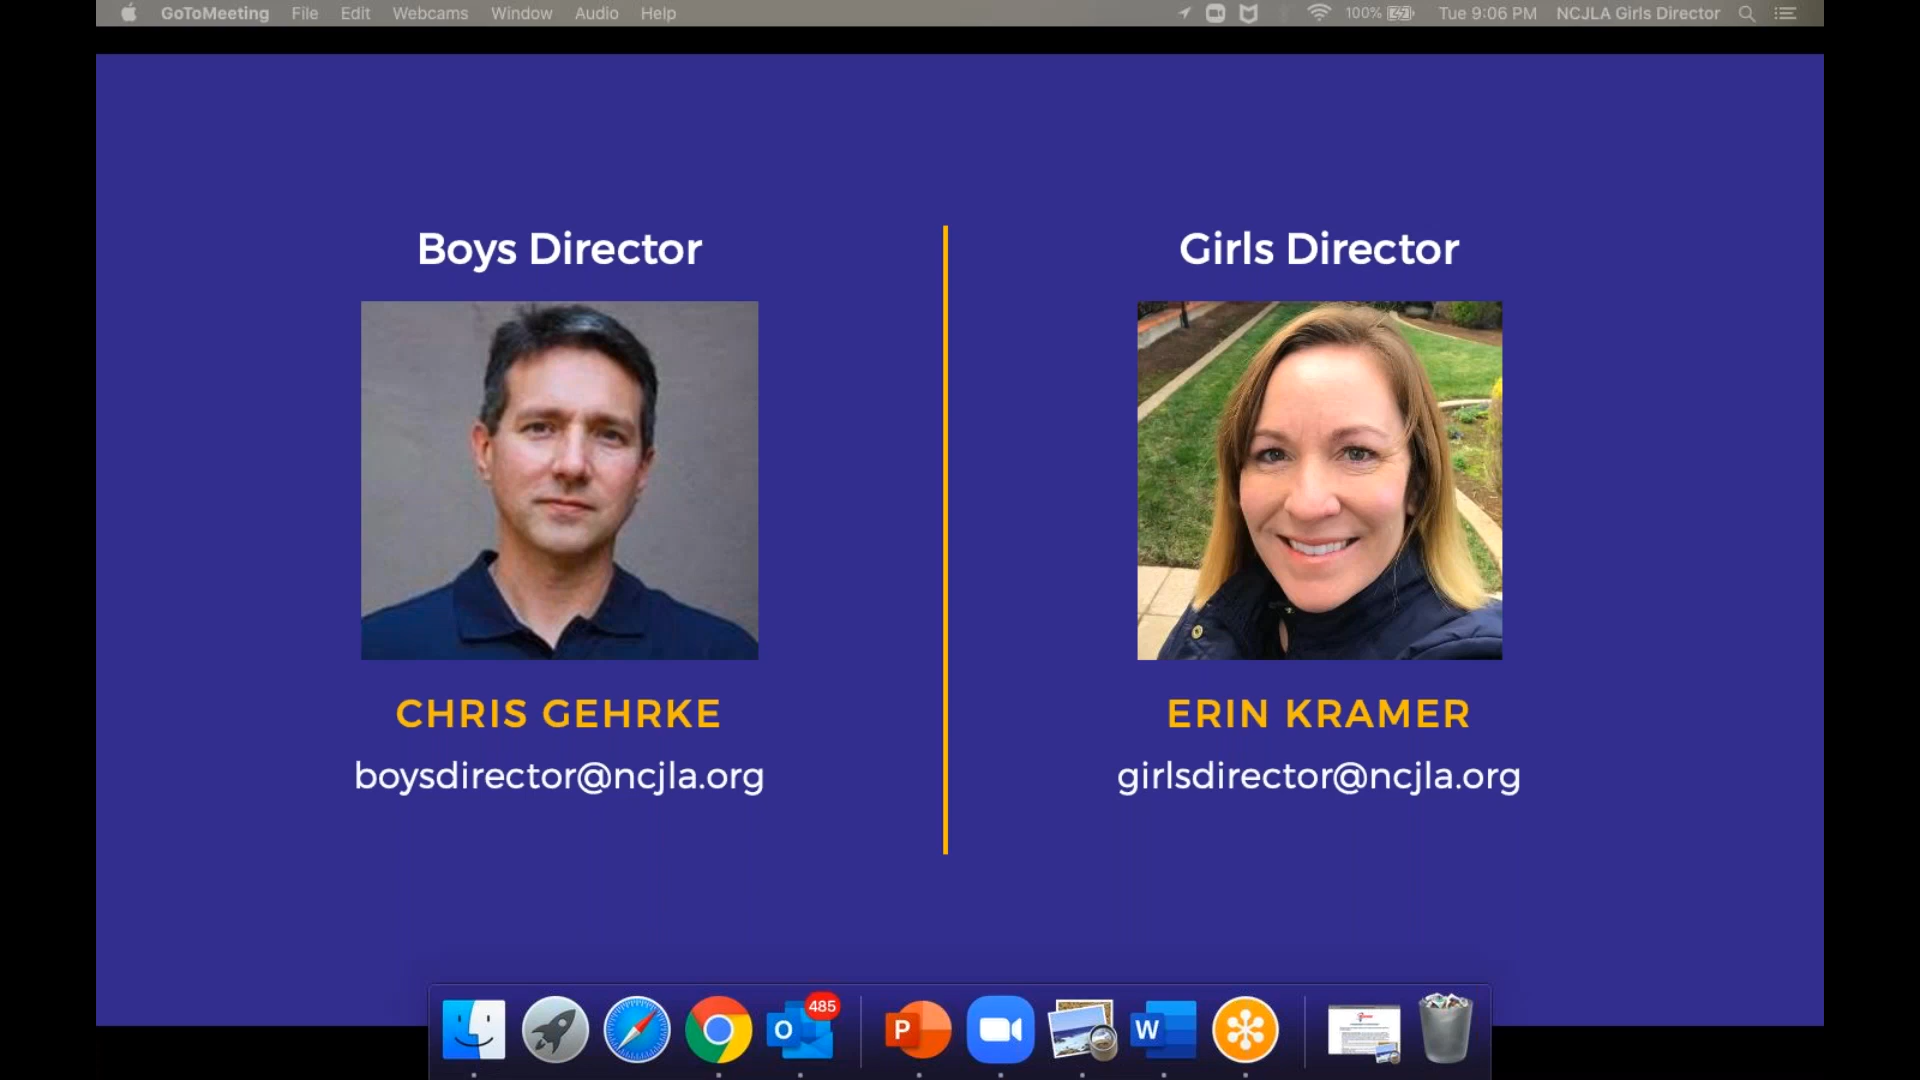 GoToMeeting File Edit Webcams Window Audio Help 100% Tue 9:06 PM NCJLA Girls Director
Boys Director
CHRIS GEHRKE
boysdirector@ncjla.org
Girls Director
ERIN KRAMER
girlsdirector@ncjla.org
O 485 P W